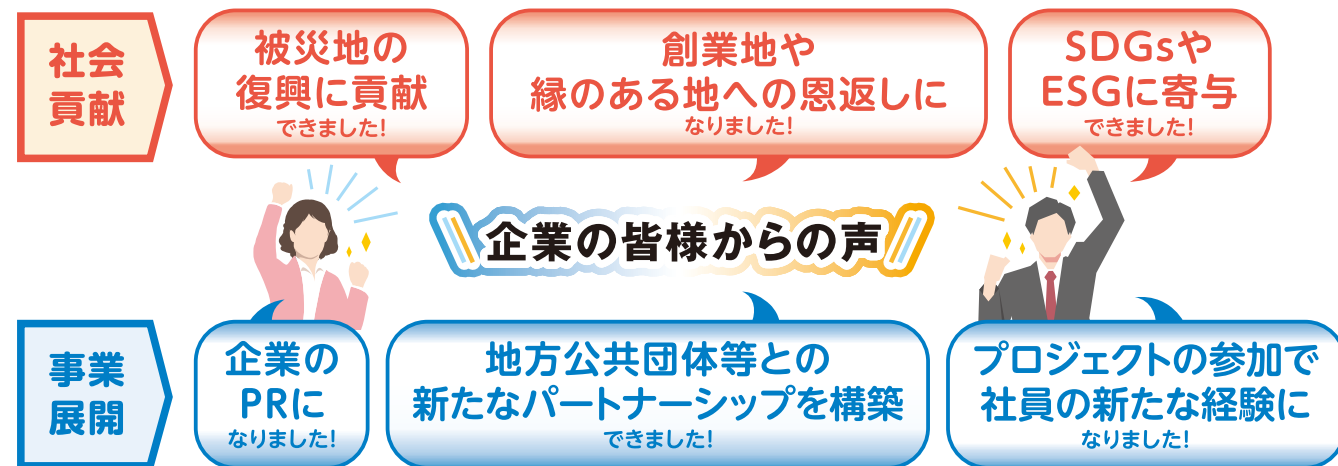 社会
貢献
被災地の
復興に貢献
できました!
創業地や
縁のある地への恩返しに
なりました!
SDGsや
ESGに寄与
できました!
企業の皆様からの声
事業
展開
企業の
PRに
なりました!
地方公共団体等との
新たなパートナーシップを構築
できました!
プロジェクトの参加で
社員の新たな経験に
なりました!